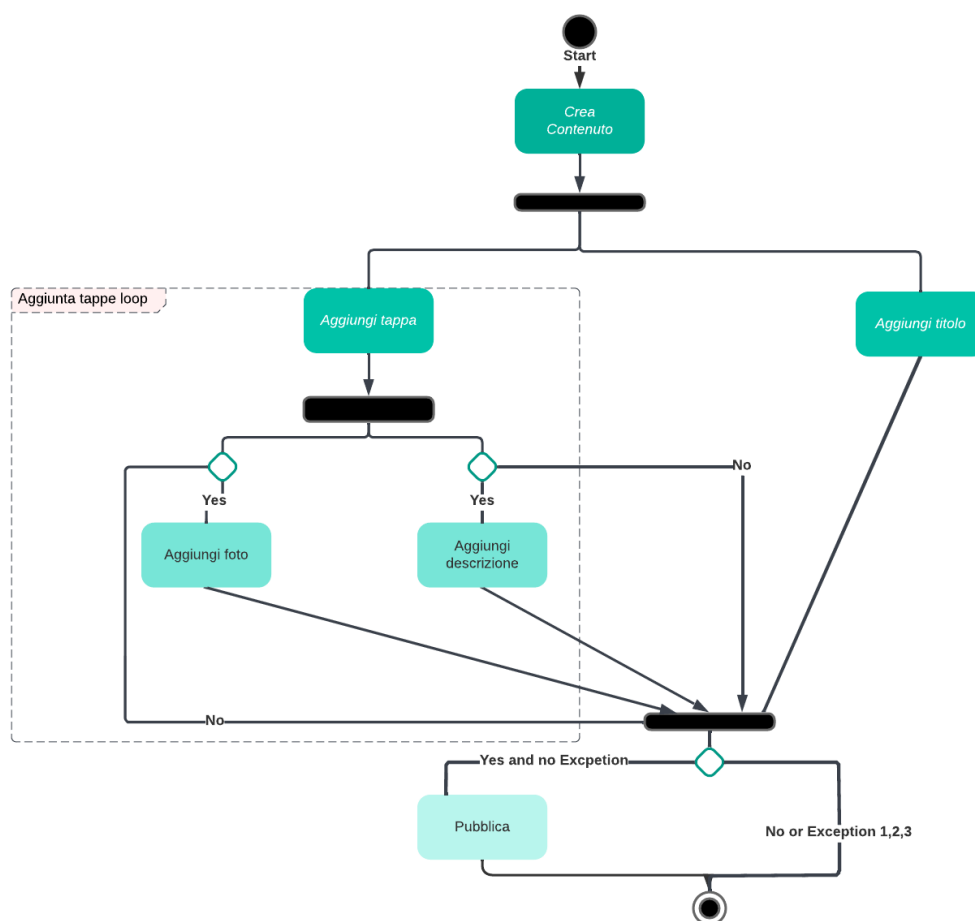 Start
Crea
Contenuto
Aggiunta tappe loop
Aggiungi tappa
Aggiungi titolo
No
Yes
Yes
Aggiungi foto
Aggiungi
descrizione
No
Yes and no Excpetion
Pubblica
No or Exception 1,2,3